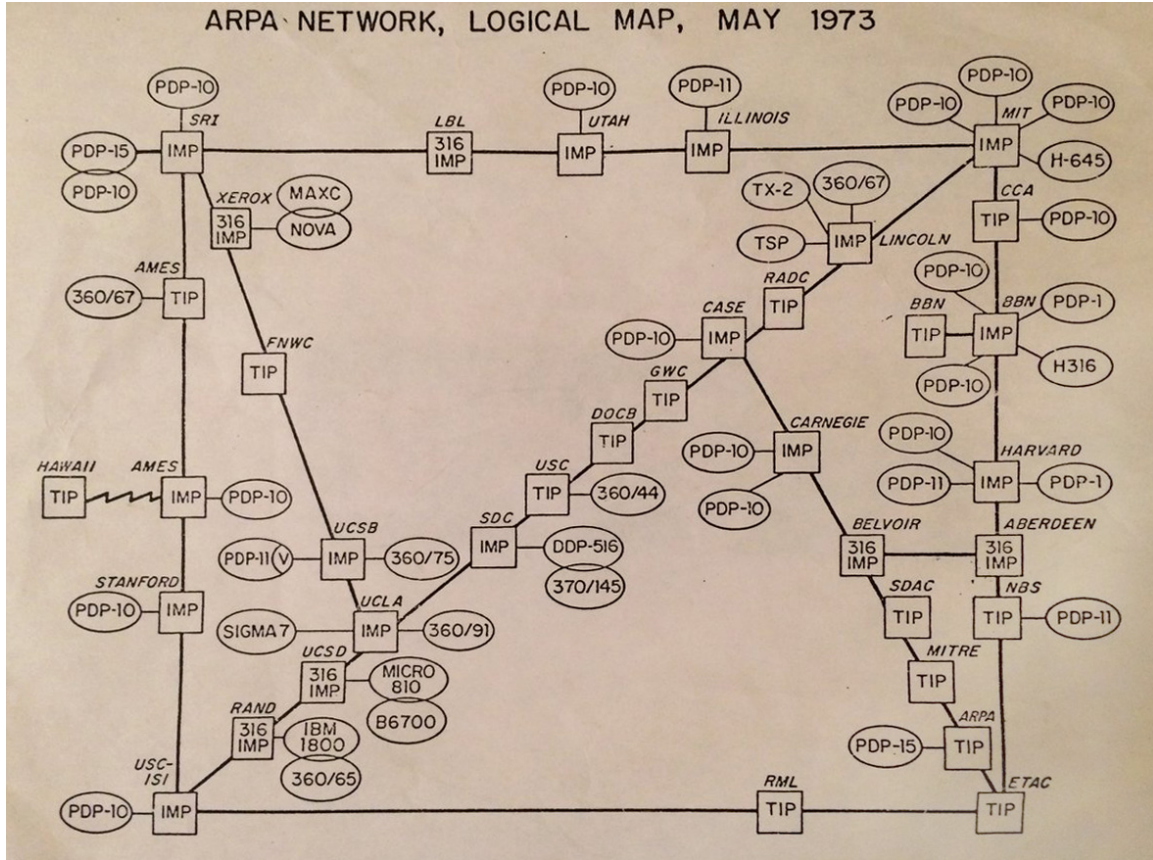 ARPA NETWORK, LOGICAL MAP, MAY 1973
PDP-10
SRI
PDP-15
IMP
PDP-10
LBL
316
IMP
PDP-10
UTAH
IMP
PDP-11
ILLINOIS
IMP
PDP-10
PDP-10
MIT
PDP-10
IMP
H-645
XEROX
316
IMP
MAXC
NOVA
TX-2
360/67
TSP
IMP
LINCOLN
CCA
TIP
PDP-10
AMES
360/67
TIP
RADC
TIP
PDP-10
BBN
TIP
BBN
IMP
PDP-1
PDP-10
H316
CASE
PDP-10
IMP
FNWC
TIP
GWC
TIP
DOCB
TIP
CARNEGIE
PDP-10
IMP
PDP-10
PDP-10
HARVARD
PDP-11
IMP
PDP-1
HAWAII
TIP
AMES
IMP
PDP-10
USC
TIP
360/44
UCSB
PDP-11 V
IMP
360/75
SDC
IMP
DDP-516
370/145
BELVOIR
316
IMP
ABERDEEN
316
IMP
STANFORD
PDP-10
IMP
UCLA
SIGMA 7
IMP
360/91
SDAC
TIP
NBS
TIP
PDP-11
UCSD
316
IMP
MICRO
810
B6700
MITRE
TIP
RAND
316
IMP
IBM
1800
360/65
ARPA
PDP-15
TIP
USC-
ISI
PDP-10
IMP
RML
TIP
ETAC
TIP